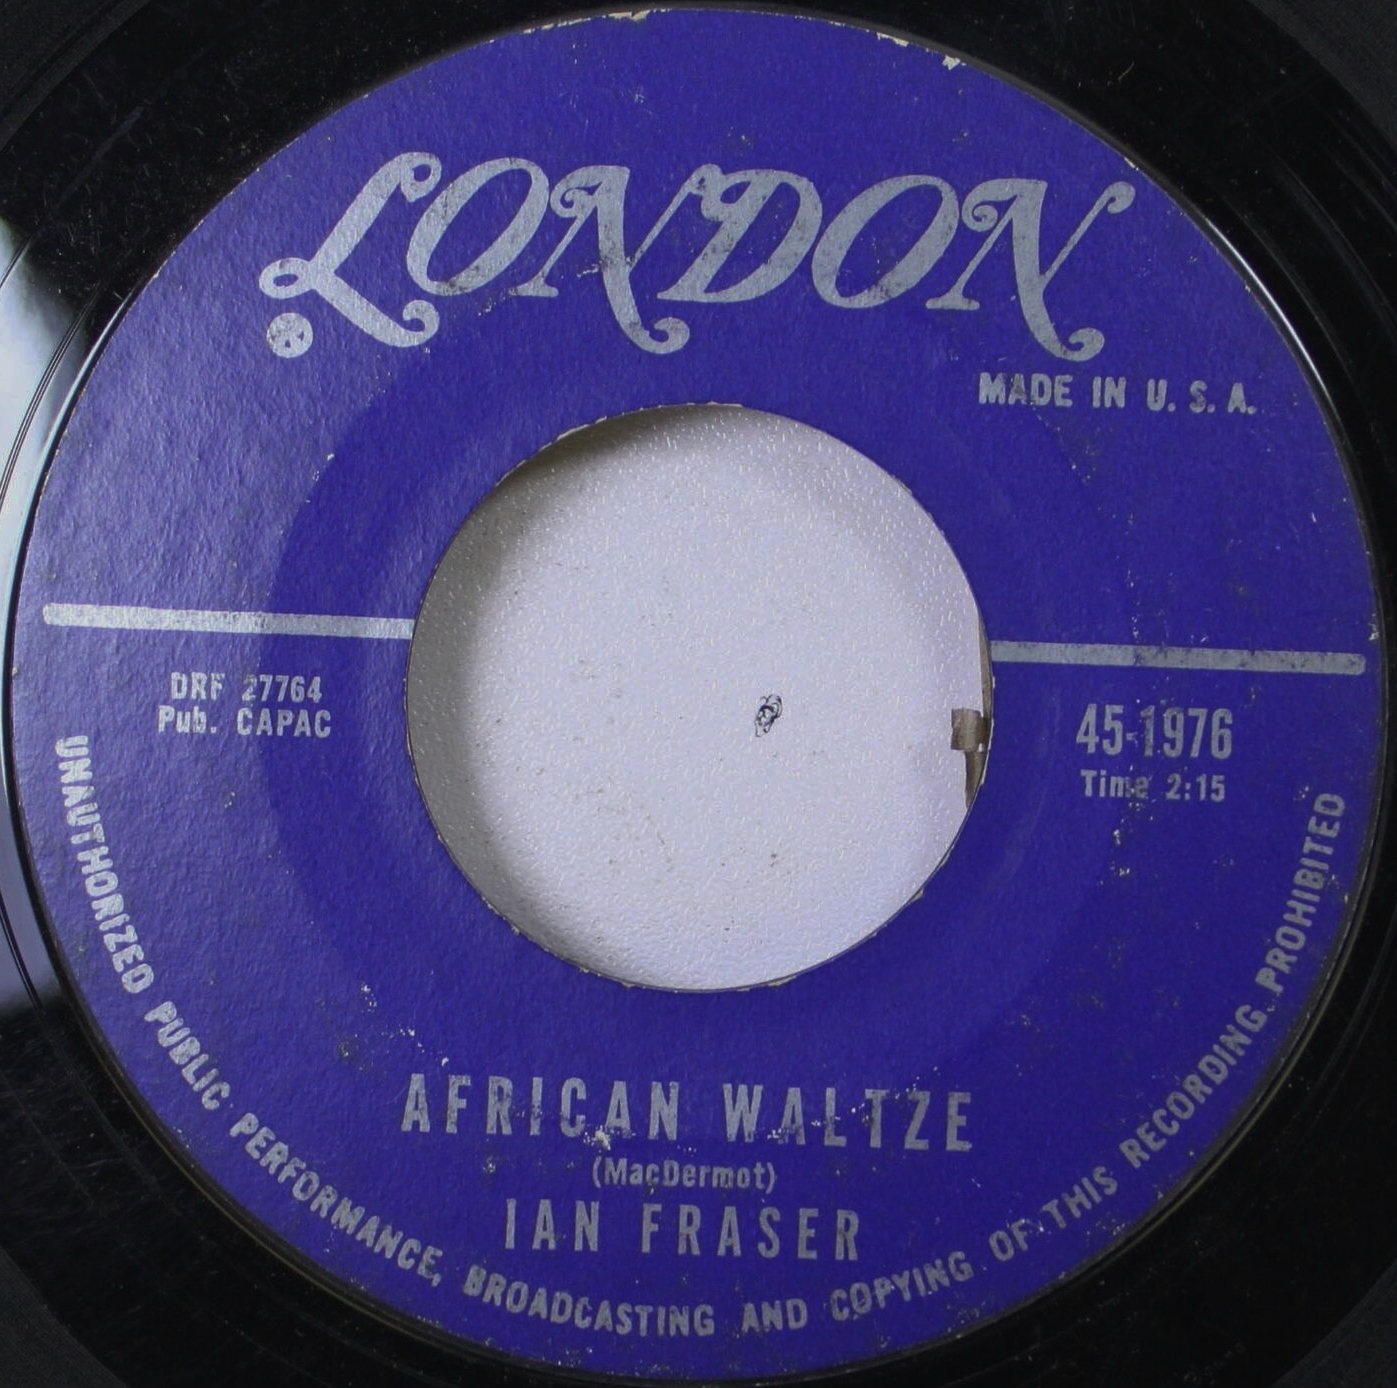 LONDON
MADE IN U. S. A.
DRF 27764
Pub. CAPAC
45-1976
Time 2:15
AFRICAN WALTZE
(MacDermot)
IAN FRASER
UNAUTHORIZED PUBLIC PERFORMANCE, BROADCASTING AND COPYING OF THIS RECORDING PROHIBITED